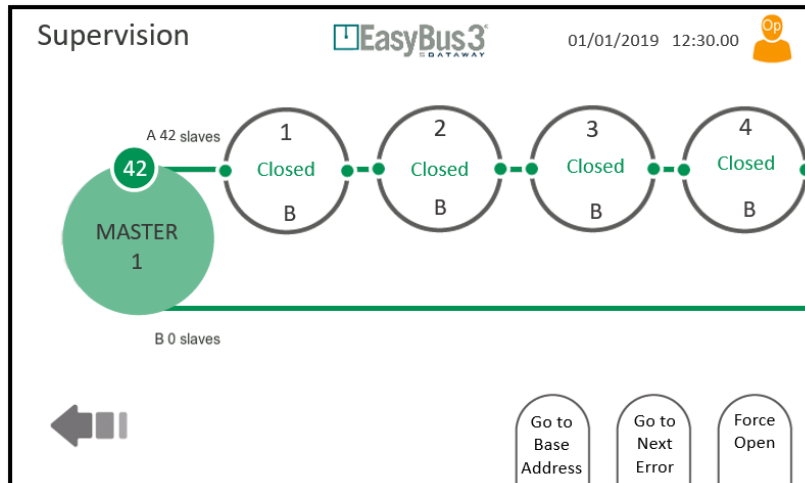 Supervision
EasyBus3
DATAWAY
01/01/2019 12:30.00
Op
A 42 slaves
42
MASTER
1
1
Closed
B
2
Closed
B
3
Closed
B
4
Closed
B
B 0 slaves
Go to
Base
Address
Go to
Next
Error
Force
Open